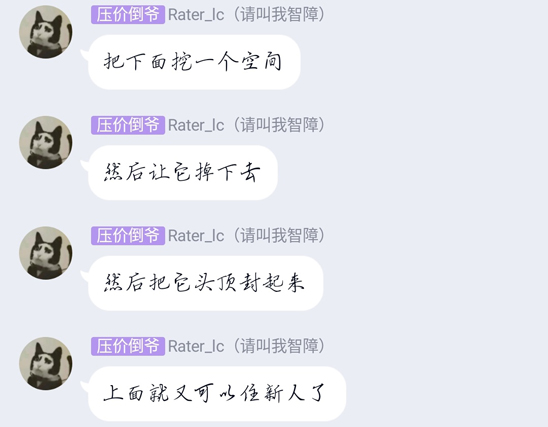 压价倒爷 Rater_lc（请叫我智障）
把下面挖一个空间
压价倒爷 Rater_lc（请叫我智障）
然后让它掉下去
压价倒爷 Rater_lc（请叫我智障）
然后把它头顶封起来
压价倒爷 Rater_lc（请叫我智障）
上面就又可以住新人了